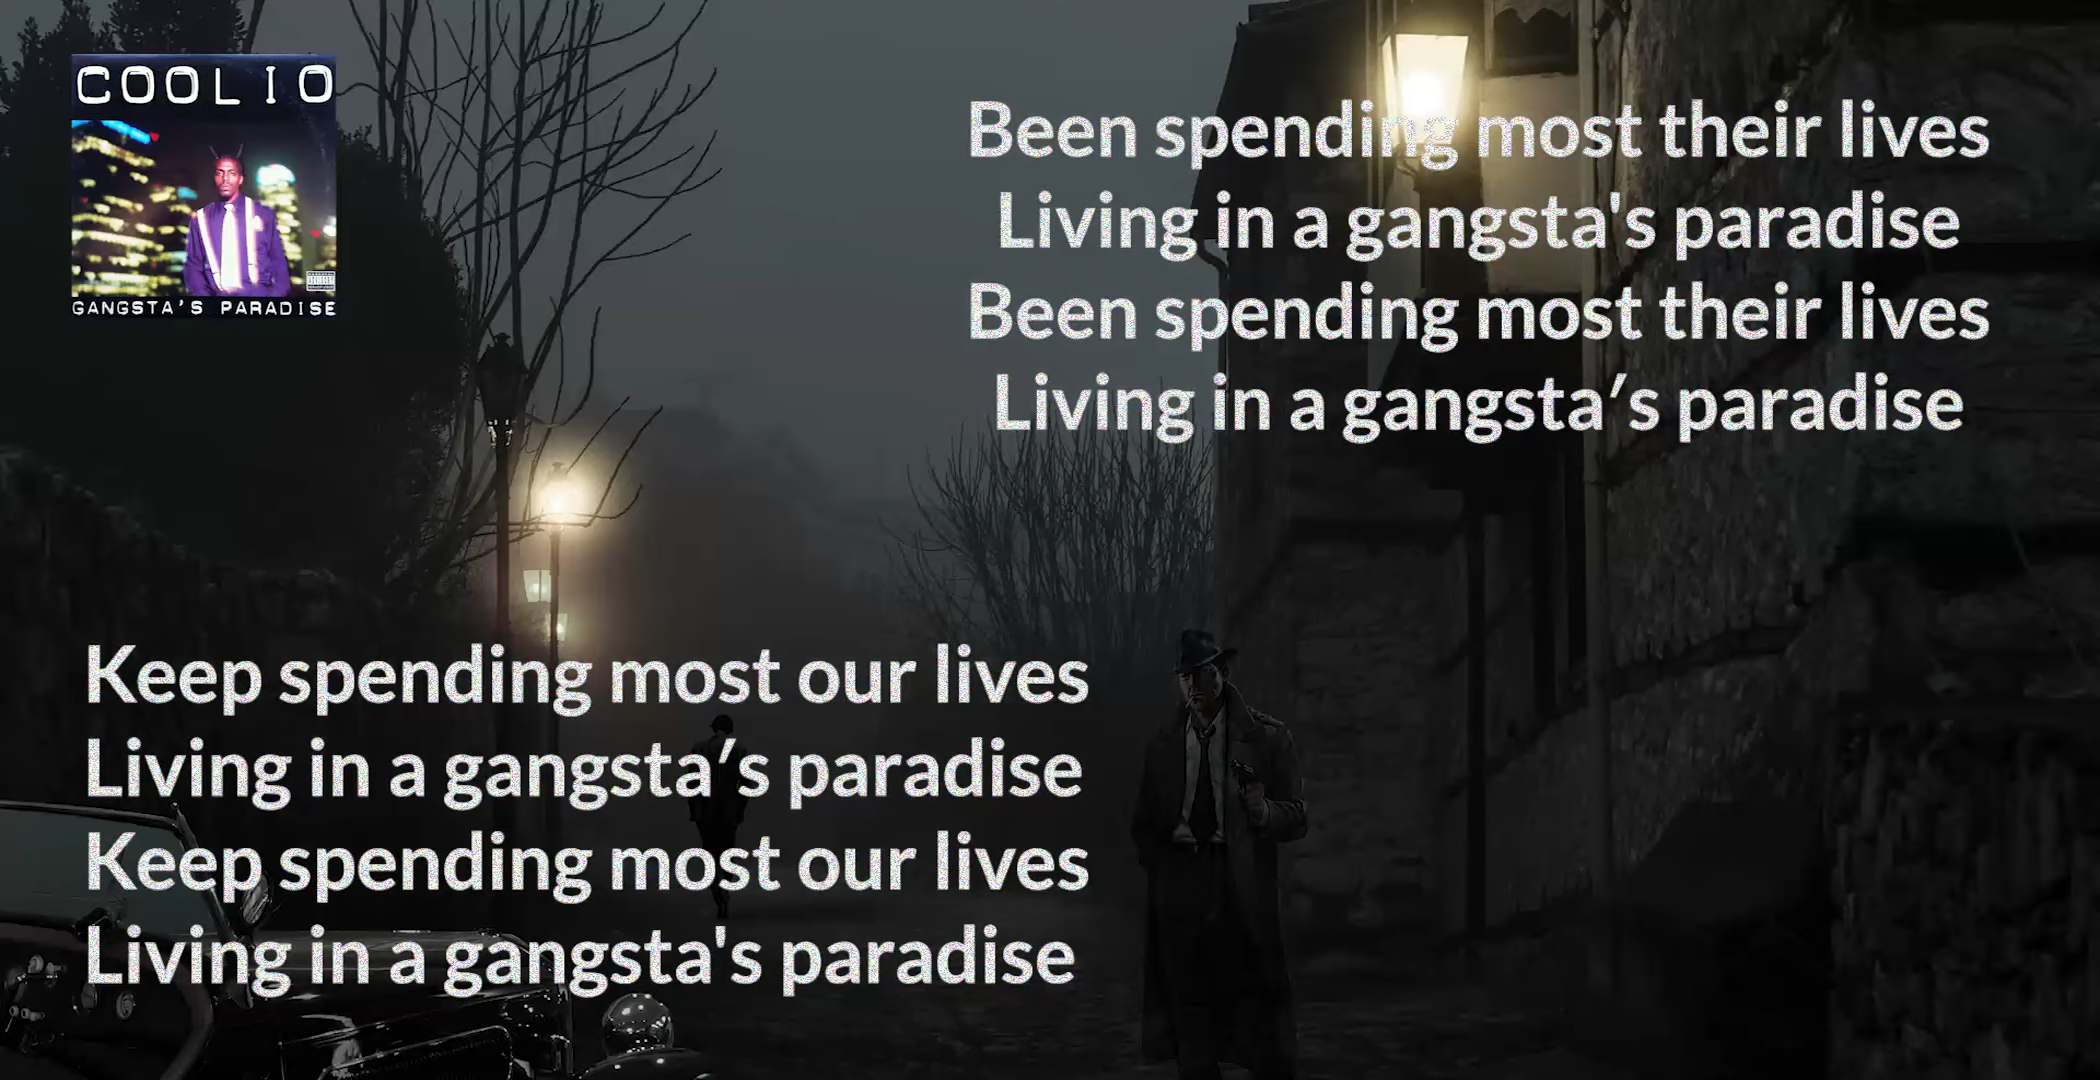 COOLIO
GANGSTA'S PARADISE
Been spending most their lives
Living in a gangsta's paradise
Been spending most their lives
Living in a gangsta′s paradise
Keep spending most our lives
Living in a gangsta′s paradise
Keep spending most our lives
Living in a gangsta's paradise